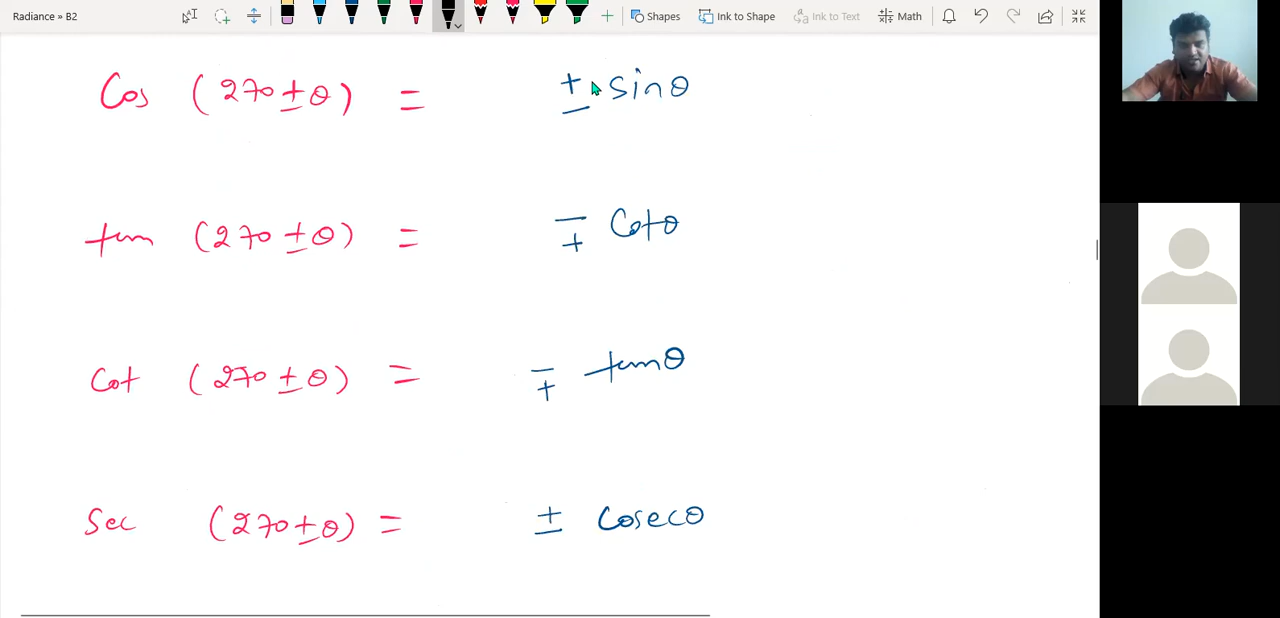 Radiance » B2
Shapes Ink to Shape Ink to Text Math
Cos (270 ± θ) = ± sinθ
tan (270 ± θ) = ∓ Cotθ
Cot (270 ± θ) = ∓ tanθ
Sec (270 ± θ) = ± Cosecθ